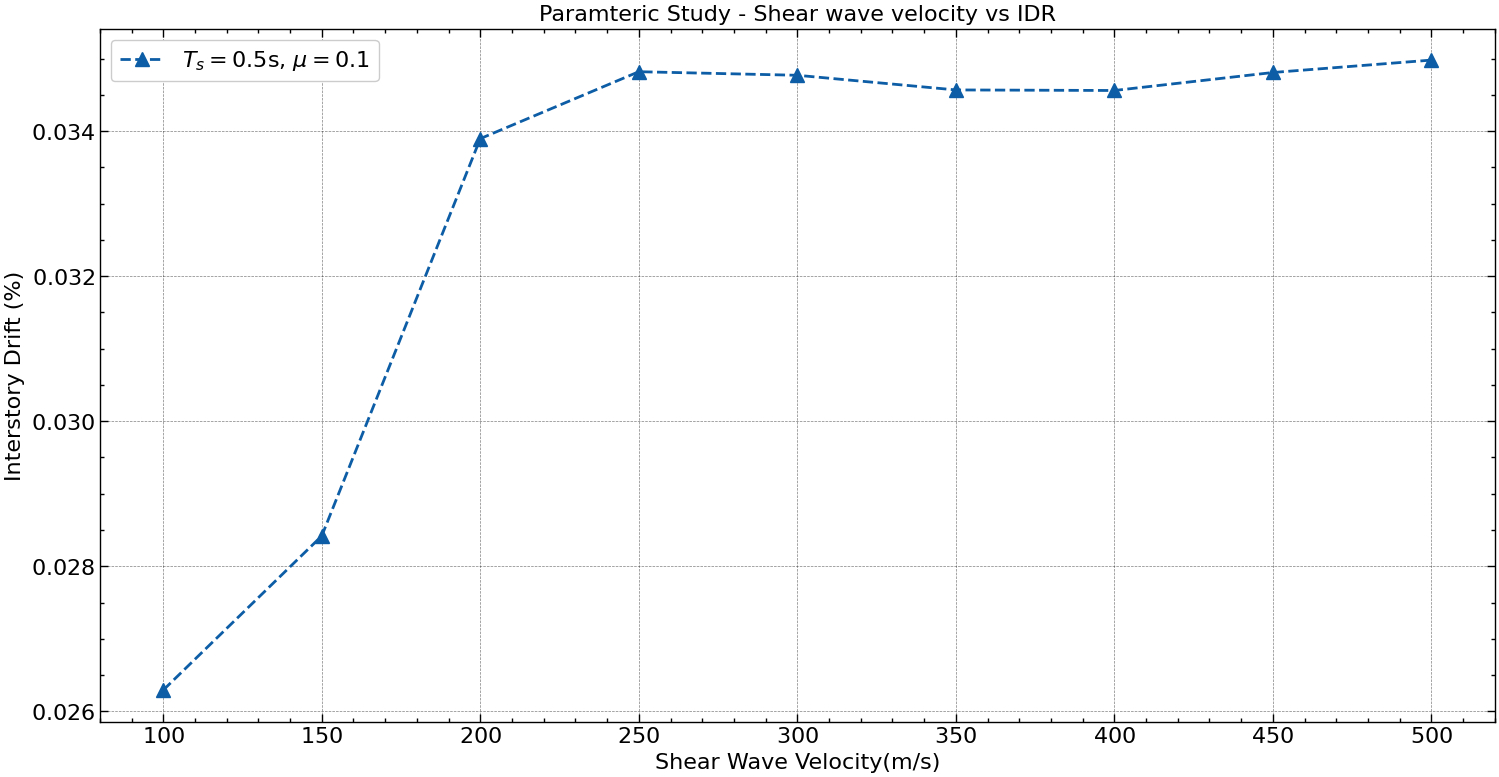 Paramteric Study - Shear wave velocity vs IDR
T_s = 0.5s, μ = 0.1
0.034
0.032
0.030
0.028
0.026
Interstory Drift (%)
100 150 200 250 300 350 400 450 500
Shear Wave Velocity(m/s)